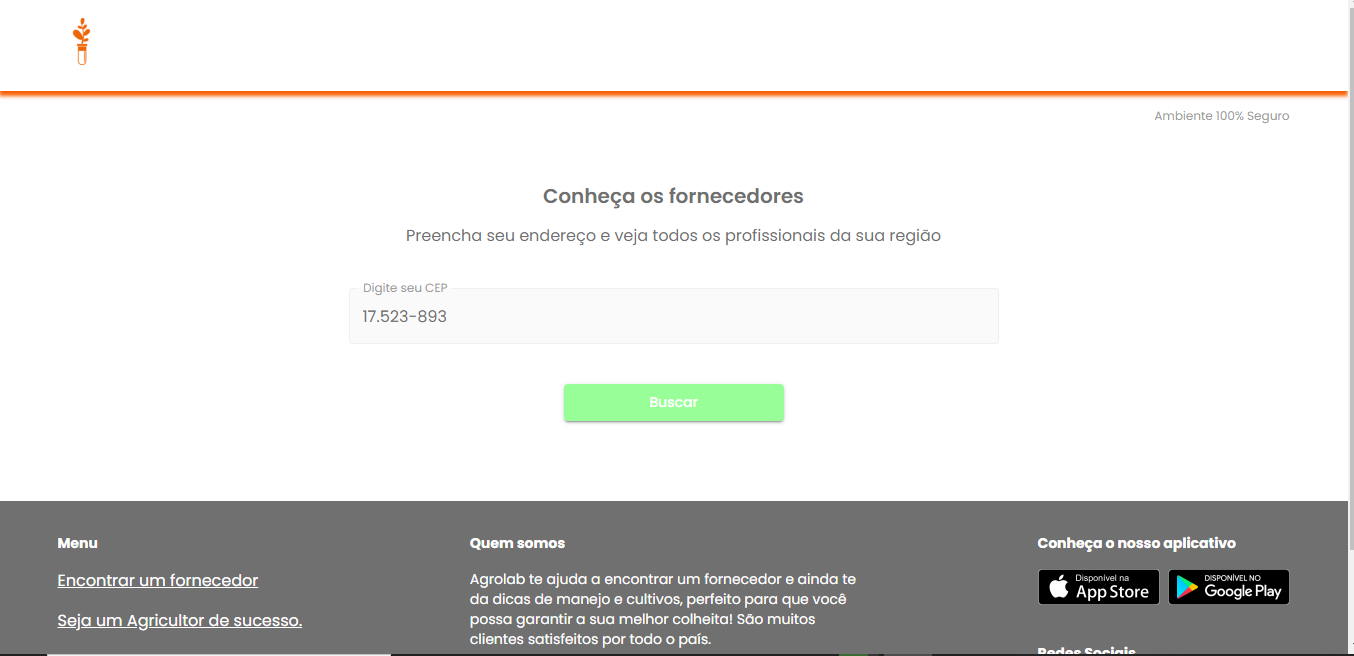 Ambiente 100% Seguro
Conheça os fornecedores
Preencha seu endereço e veja todos os profissionais da sua região
Digite seu CEP
17.523-893
Buscar
Menu
Encontrar um fornecedor
Seja um Agricultor de sucesso.
Quem somos
Agrolab te ajuda a encontrar um fornecedor e ainda te
da dicas de manejo e cultivos, perfeito para que você
possa garantir a sua melhor colheita! São muitos
clientes satisfeitos por todo o país.
Conheça o nosso aplicativo
Disponível na
App Store
DISPONÍVEL NO
Google Play
Redes Sociais